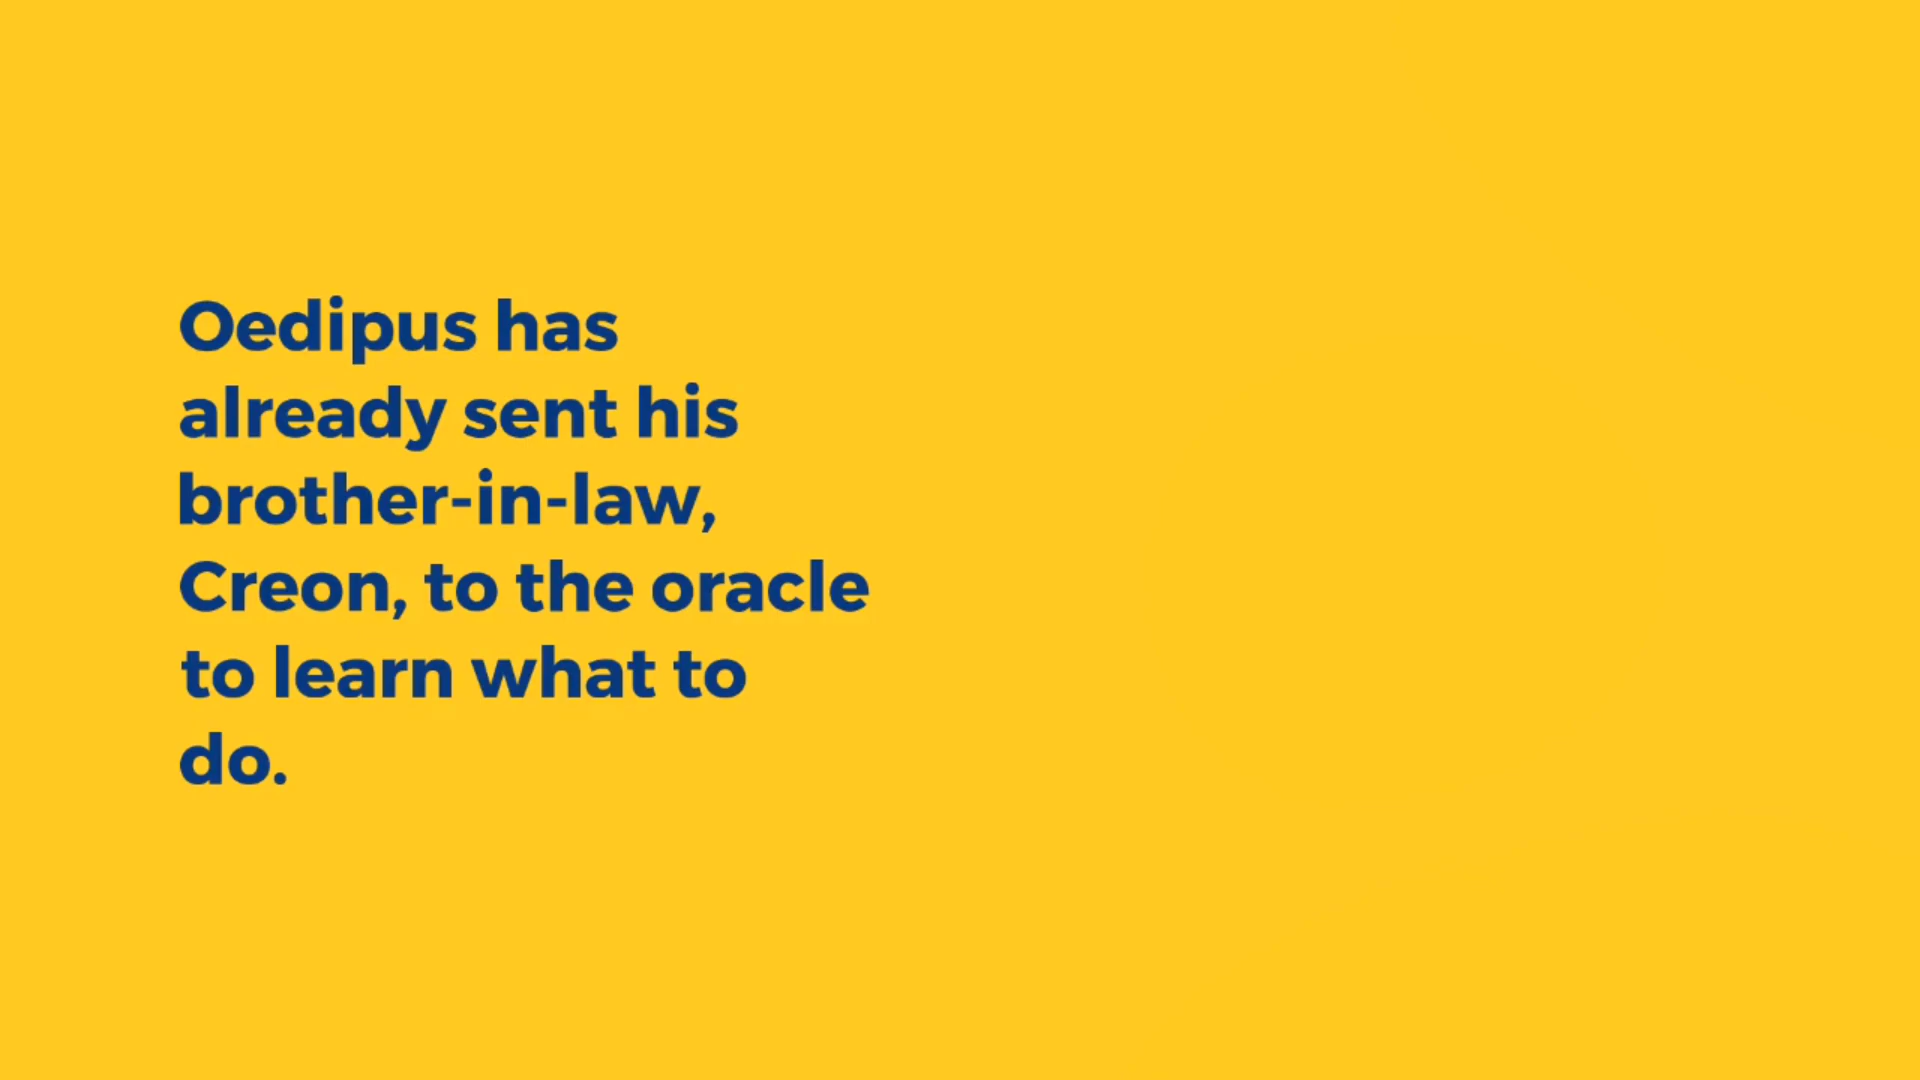 Oedipus has
already sent his
brother-in-law,
Creon, to the oracle
to learn what to
do.